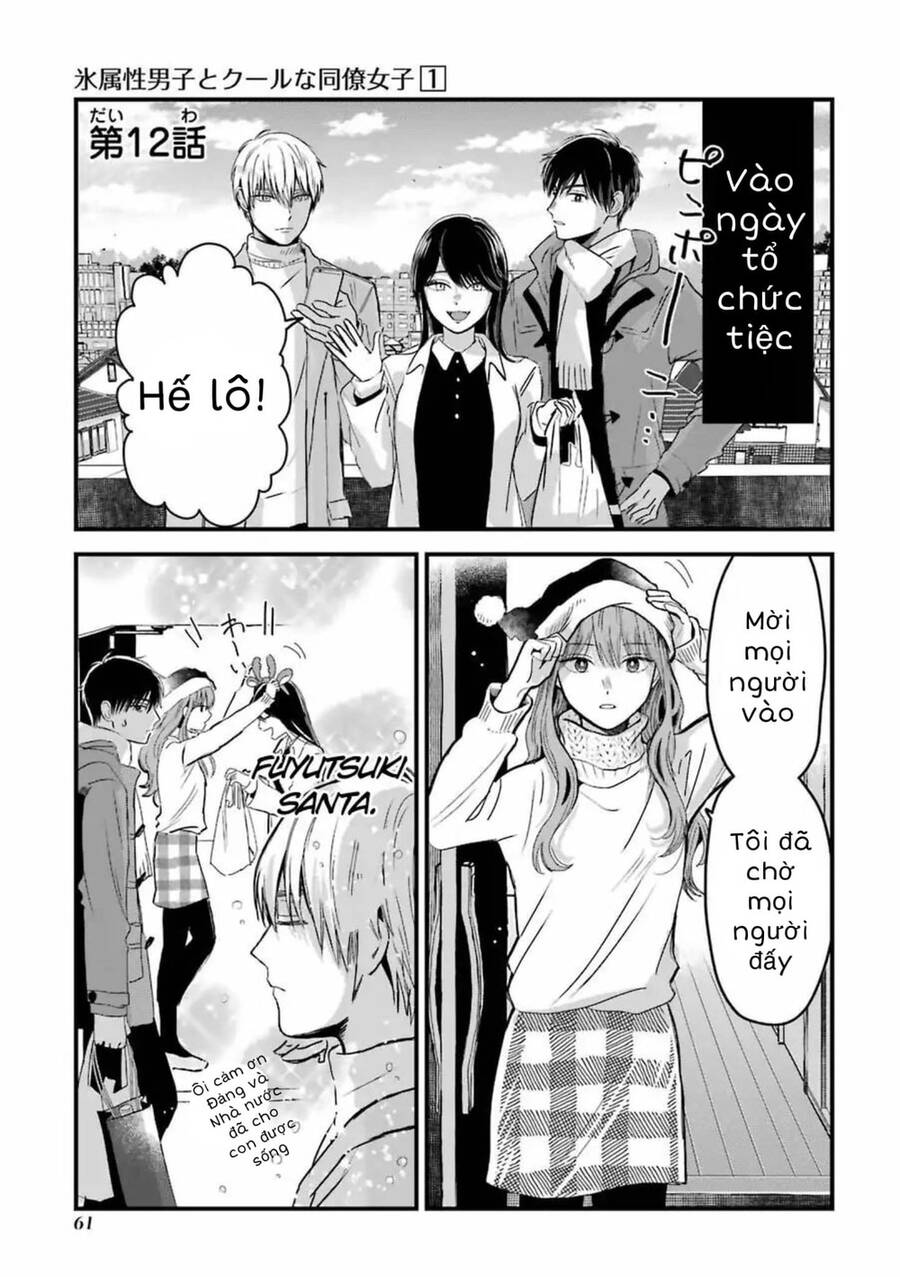 氷属性男子とクールな同僚女子 1
だい わ
第12話
Vào
ngày
tổ
chức
tiệc
ピンポーン
Hế lô!
Mời
mọi
người
vào
Tôi đã
chờ
mọi
người
đấy
わーい
FUYUTSUKI
SANTA.
Ôi cảm ơn
Đảng và
Nhà nước
đã cho
con được
sống
61